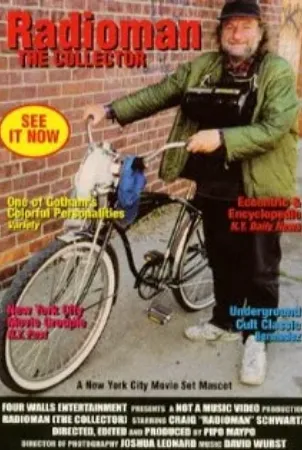 Radioman
THE COLLECTOR
SEE
IT NOW
One of Gotham's
Colorful Personalities
Variety
Eccentric &
Encyclopedic
N.Y. Daily News
New York City
Movie Groupie
N.Y. Post
Underground
Cult Classic
A New York City Movie Set Mascot
FOUR WALLS ENTERTAINMENT PRESENTS A NOT A MUSIC VIDEO PRODUCTION
RADIOMAN (THE COLLECTOR) STARRING CRAIG "RADIOMAN" SCHWARTZ
DIRECTED, EDITED AND PRODUCED BY PIPO MAYPO
DIRECTOR OF PHOTOGRAPHY JOSHUA LEONARD MUSIC DAVID WURST